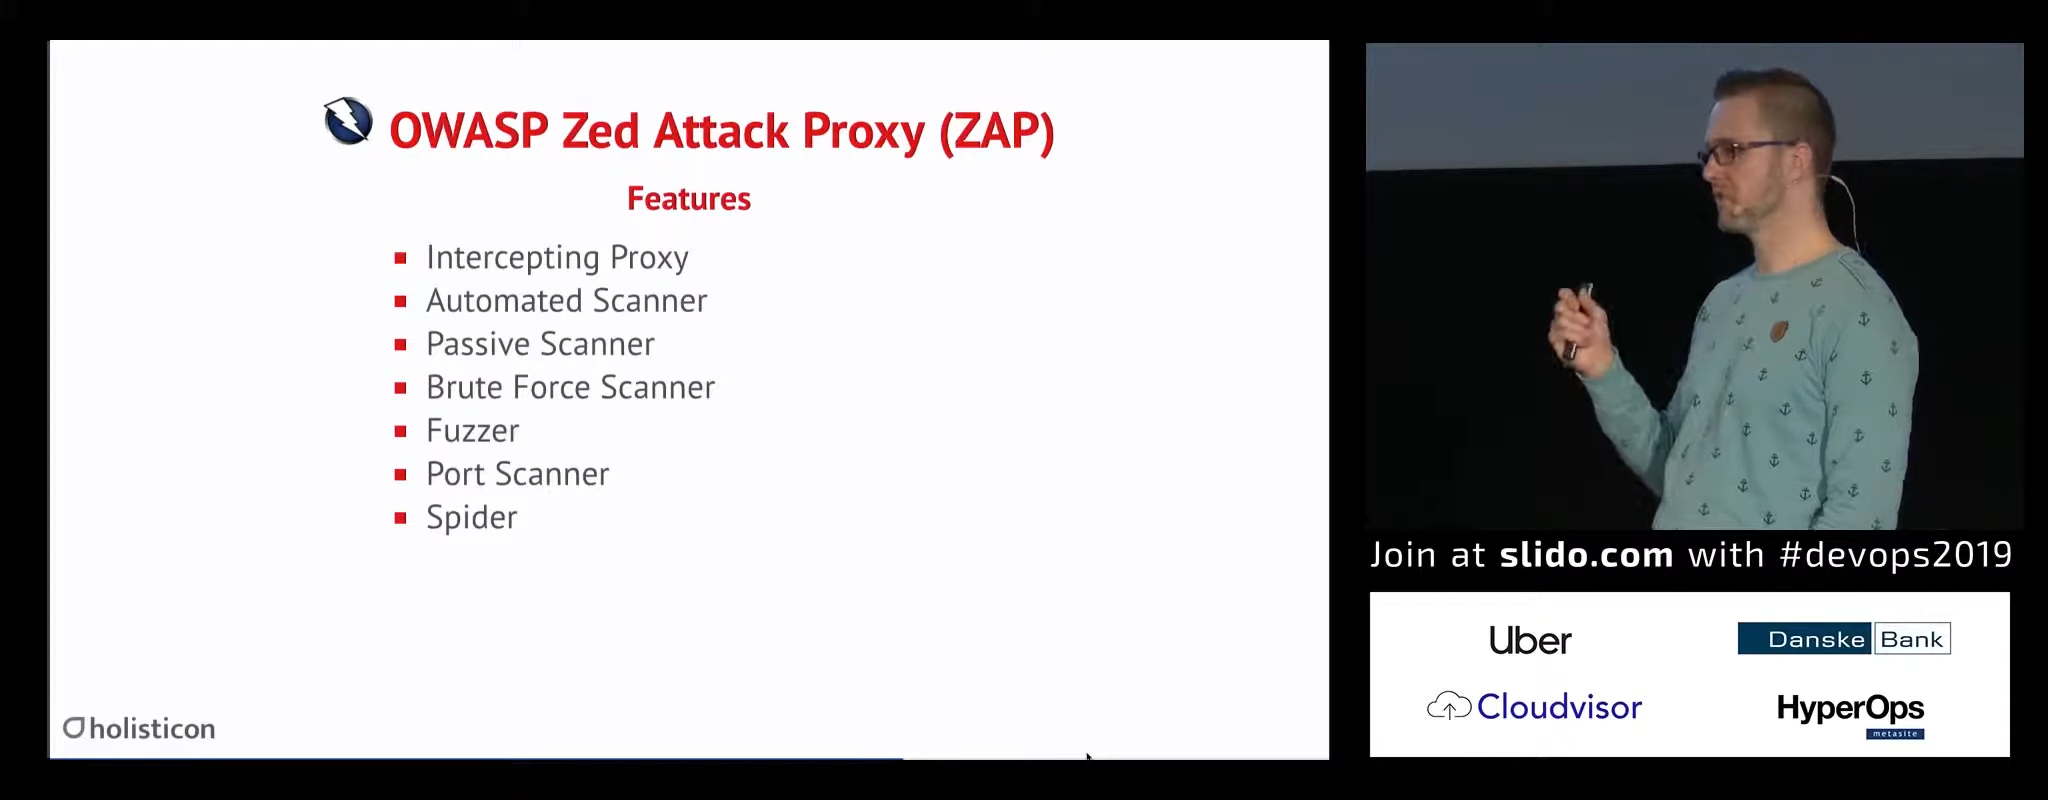 OWASP Zed Attack Proxy (ZAP)
Features
Intercepting Proxy
Automated Scanner
Passive Scanner
Brute Force Scanner
Fuzzer
Port Scanner
Spider
holisticon
Join at slido.com with #devops2019
Uber
Danske Bank
Cloudvisor
HyperOps
metasite